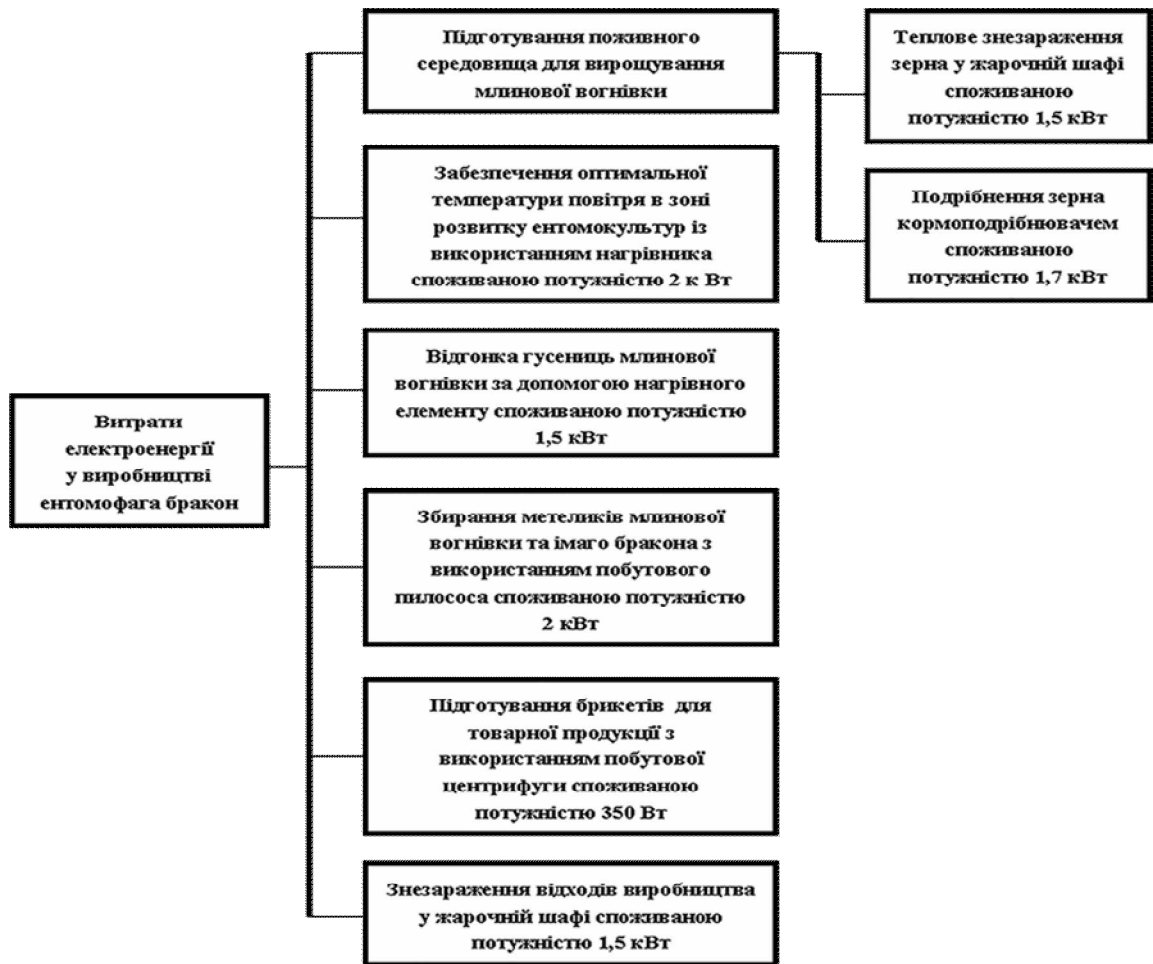 Витрати
електроенергії
у виробництві
ентомофага бракон
Підготування поживного
середовища для вирощування
млинової вогнівки
Теплове знезараження
зерна у жарочній шафі
споживаною
потужністю 1,5 кВт
Подрібнення зерна
кормоподрібнювачем
споживаною
потужністю 1,7 кВт
Забезпечення оптимальної
температури повітря в зоні
розвитку ентомокультур із
використанням нагрівника
споживаною потужністю 2 к Вт
Відгонка гусениць млинової
вогнівки за допомогою нагрівного
елементу споживаною потужністю
1,5 кВт
Збирання метеликів млинової
вогнівки та імаго бракона з
використанням побутового
пилососа споживаною потужністю
2 кВт
Підготування брикетів для
товарної продукції з
використанням побутової
центрифуги споживаною
потужністю 350 Вт
Знезараження відходів виробництва
у жарочній шафі споживаною
потужністю 1,5 кВт